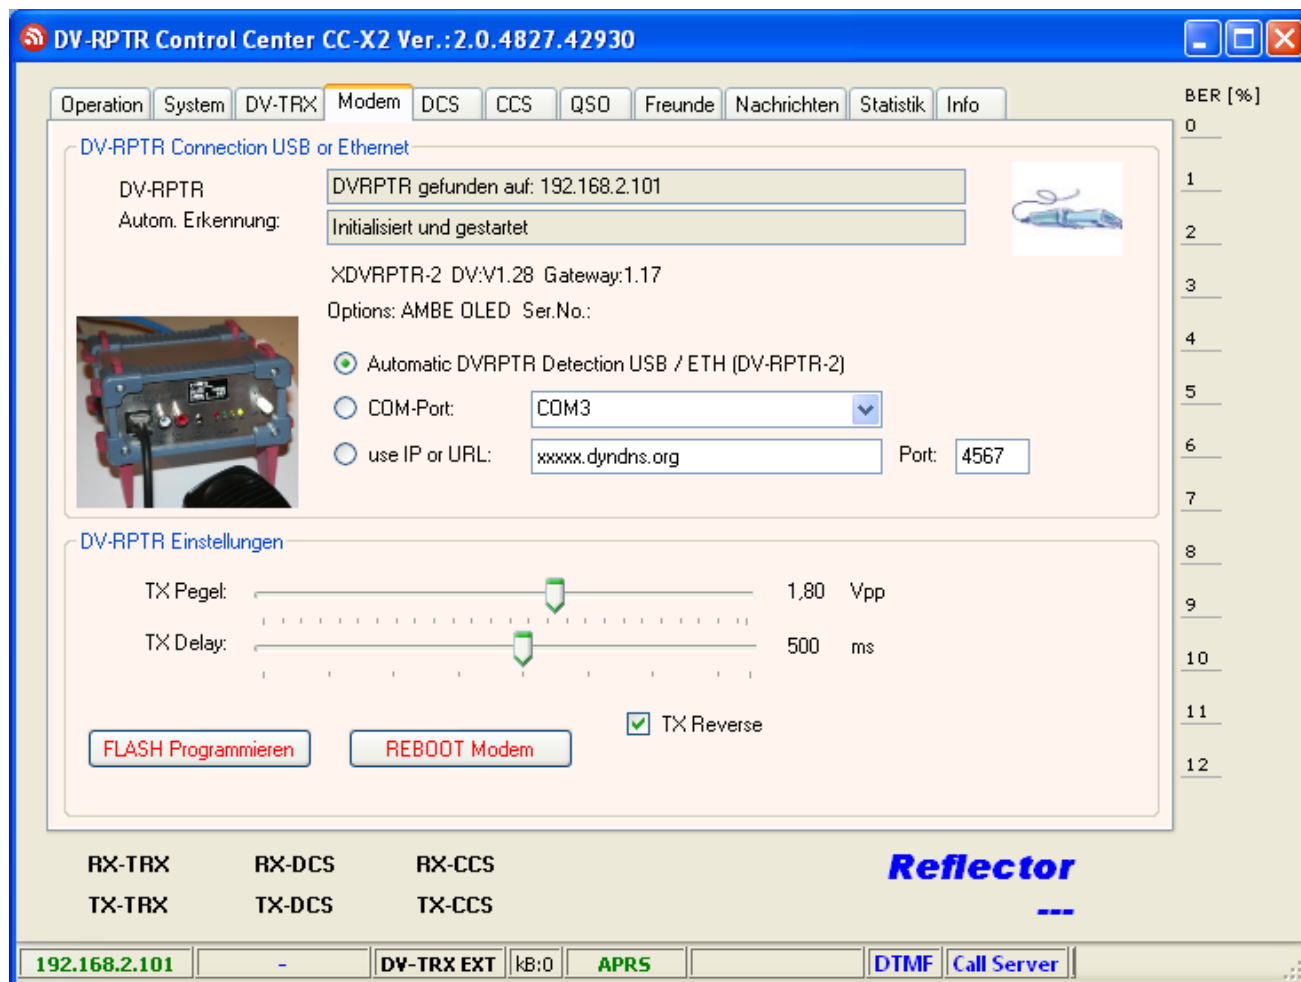 DV-RPTR Control Center CC-X2 Ver.:2.0.4827.42930
Operation System DV-TRX Modem DCS CCS QSO Freunde Nachrichten Statistik Info
BER [%]
0
1
2
3
4
5
6
7
8
9
10
11
12
DV-RPTR Connection USB or Ethernet
DV-RPTR
Autom. Erkennung:
DVRPTR gefunden auf: 192.168.2.101
Initialisiert und gestartet
XDVRPTR-2 DV:V1.28 Gateway:1.17
Options: AMBE OLED Ser.No.:
Automatic DVRPTR Detection USB / ETH (DV-RPTR-2)
COM-Port: COM3
use IP or URL: xxxxx.dyndns.org Port: 4567
DV-RPTR Einstellungen
TX Pegel: 1,80 Vpp
TX Delay: 500 ms
TX Reverse
FLASH Programmieren REBOOT Modem
RX-TRX RX-DCS RX-CCS
TX-TRX TX-DCS TX-CCS
Reflector
---
192.168.2.101 - DV-TRX EXT kB:0 APRS DTMF Call Server